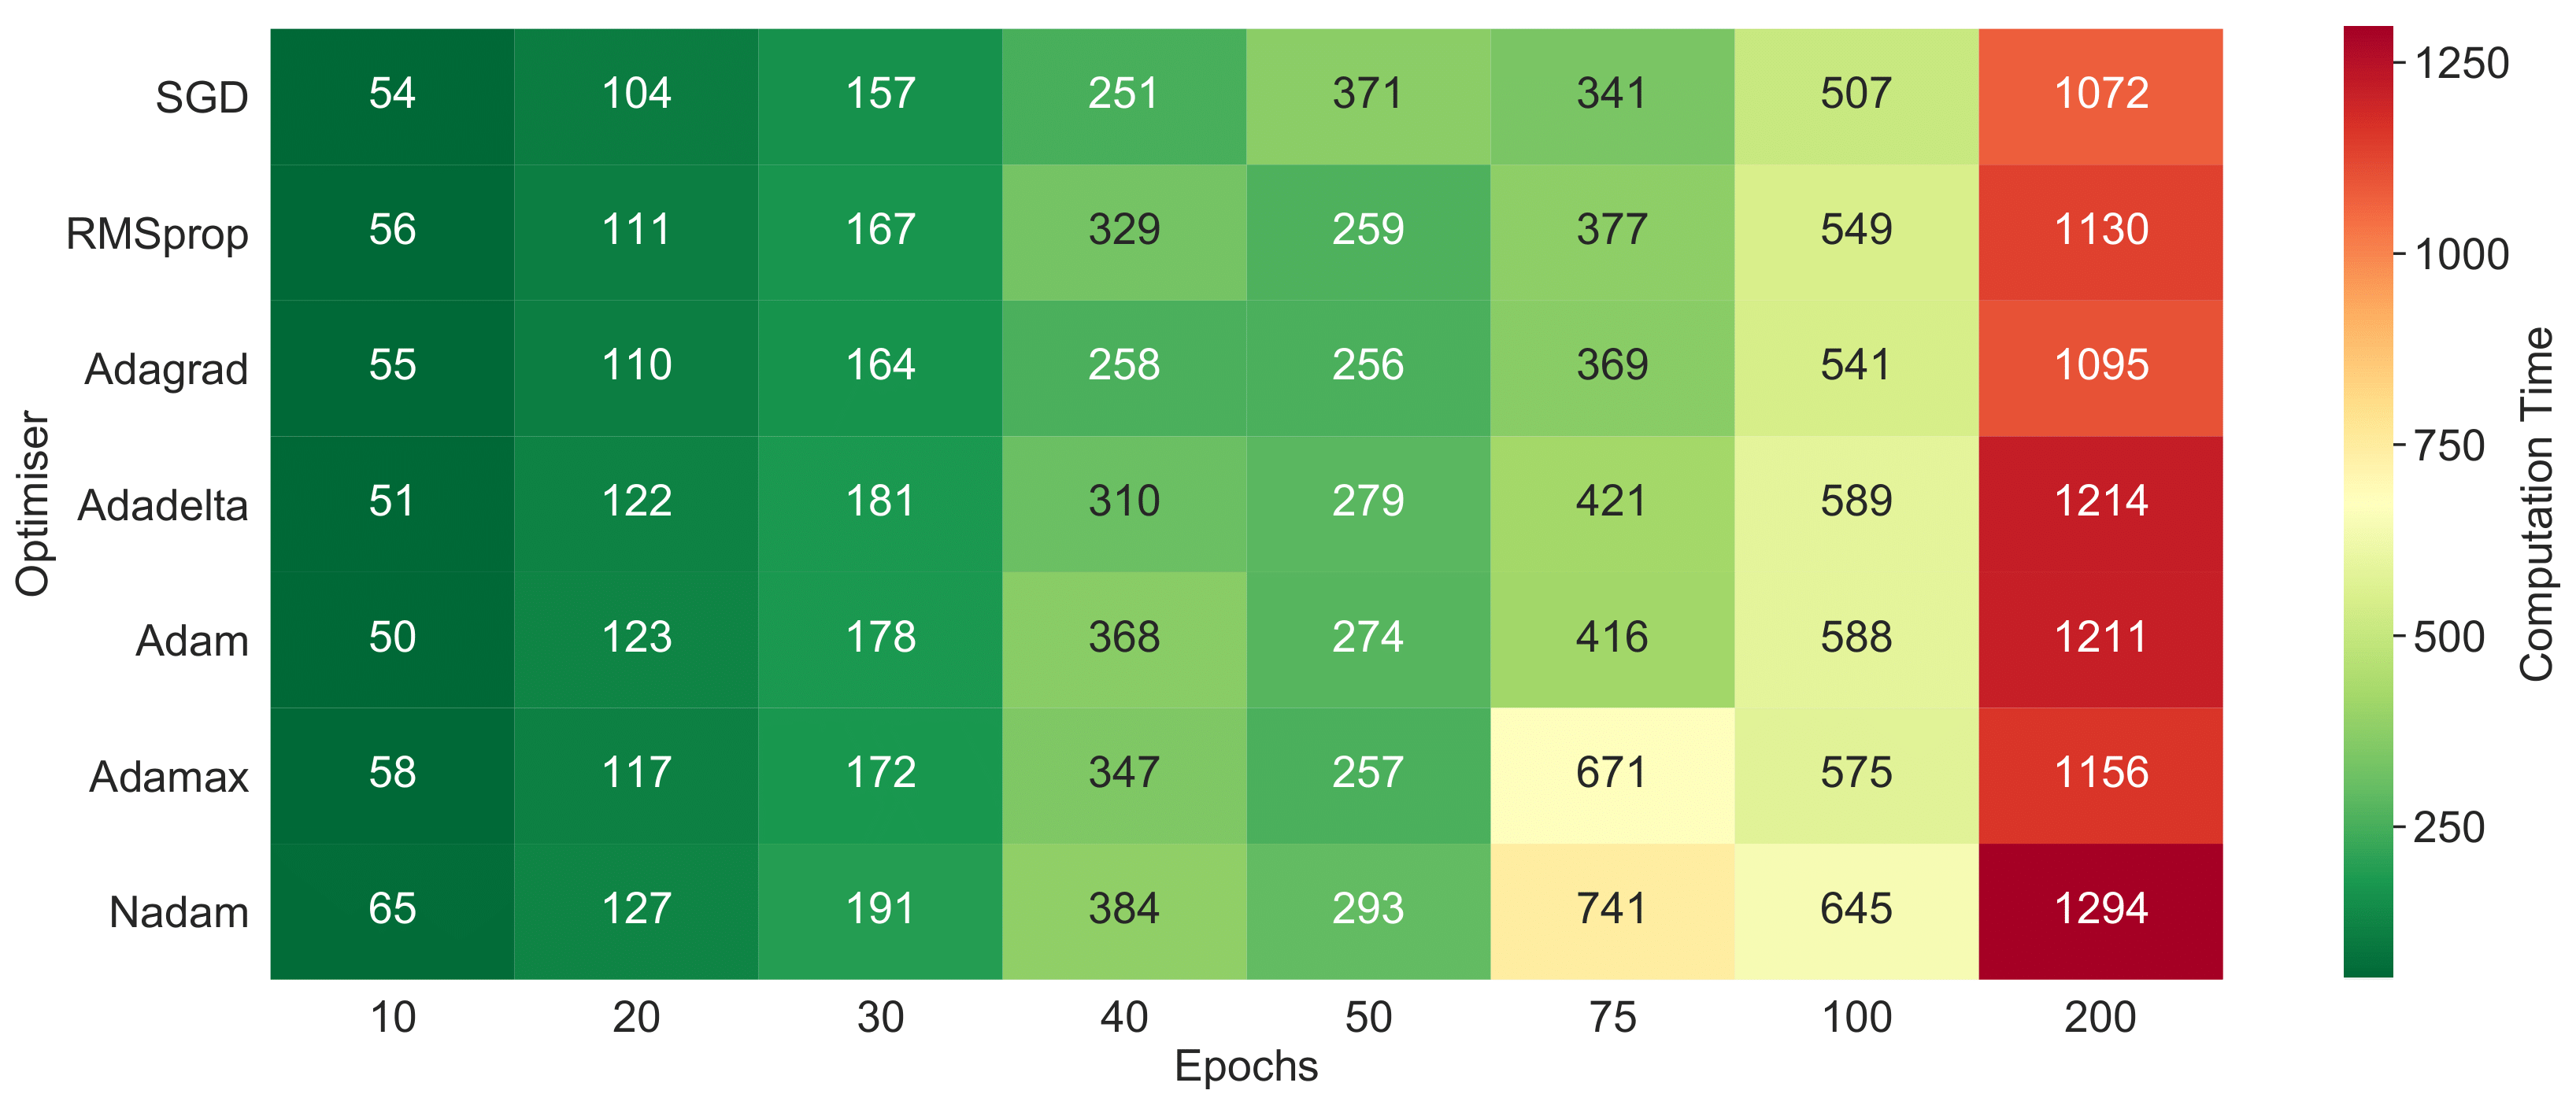 SGD 54 104 157 251 371 341 507 1072
RMSprop 56 111 167 329 259 377 549 1130
Adagrad 55 110 164 258 256 369 541 1095
Adadelta 51 122 181 310 279 421 589 1214
Adam 50 123 178 368 274 416 588 1211
Adamax 58 117 172 347 257 671 575 1156
Nadam 65 127 191 384 293 741 645 1294
10 20 30 40 50 75 100 200
Epochs
Optimiser
1250
1000
750
500
250
Computation Time